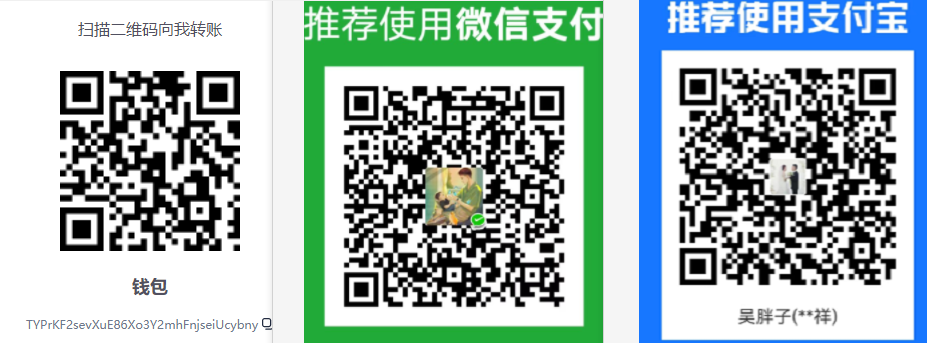 扫描二维码向我转账
钱包
TYPrKF2sevXuE86Xo3Y2mhFnjseiUcybny
推荐使用微信支付
推荐使用支付宝
吴胖子(**祥)